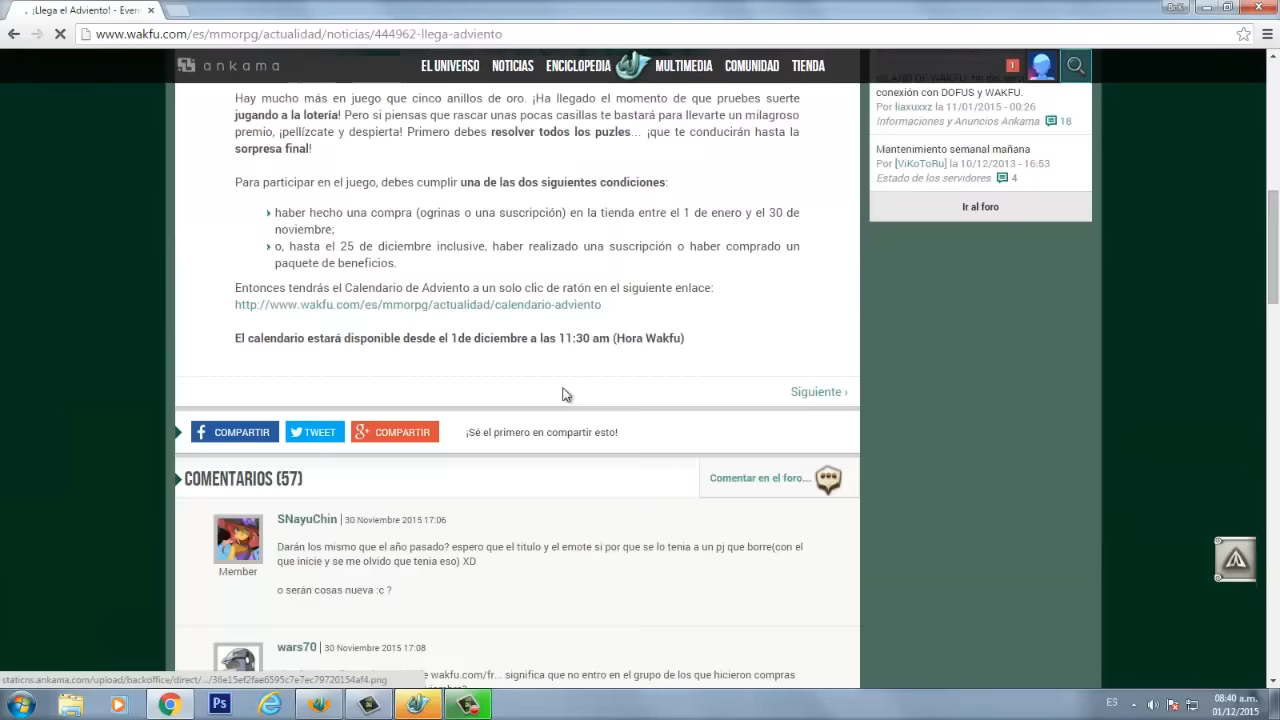 ¡Llega el Adviento! - Even
BrX
www.wakfu.com/es/mmorpg/actualidad/noticias/444962-llega-adviento
ankama
EL UNIVERSO
NOTICIAS
ENCICLOPEDIA
MULTIMEDIA
COMUNIDAD
TIENDA
1
Hay mucho más en juego que cinco anillos de oro. ¡Ha llegado el momento de que pruebes suerte
jugando a la lotería! Pero si piensas que rascar unas pocas casillas te bastará para llevarte un milagroso
premio, ¡pellízcate y despierta! Primero debes resolver todos los puzles... ¡que te conducirán hasta la
sorpresa final!
Para participar en el juego, debes cumplir una de las dos siguientes condiciones:
haber hecho una compra (ogrinas o una suscripción) en la tienda entre el 1 de enero y el 30 de
noviembre;
o, hasta el 25 de diciembre inclusive, haber realizado una suscripción o haber comprado un
paquete de beneficios.
Entonces tendrás el Calendario de Adviento a un solo clic de ratón en el siguiente enlace:
http://www.wakfu.com/es/mmorpg/actualidad/calendario-adviento
El calendario estará disponible desde el 1de diciembre a las 11:30 am (Hora Wakfu)
Siguiente ›
COMPARTIR
TWEET
COMPARTIR
¡Sé el primero en compartir esto!
COMENTARIOS (57)
Comentar en el foro...
SNayuChin | 30 Noviembre 2015 17:06
Darán los mismo que el año pasado? espero que el titulo y el emote si por que se lo tenia a un pj que borre(con el
que inicie y se me olvido que tenia eso) XD
o serán cosas nueva :c ?
Member
wars70 | 30 Noviembre 2015 17:08
wakfu.com/fr... significa que no entro en el grupo de los que hicieron compras
conexión con DOFUS y WAKFU.
Por liaxuxxz la 11/01/2015 - 00:26
Informaciones y Anuncios Ankama 18
Mantenimiento semanal mañana
Por [ViKoToRu] la 10/12/2013 - 16:53
Estado de los servidores 4
Ir al foro
staticns.ankama.com/upload/backoffice/direct/.../36e15ef2fae6595c7e7ec79720154af4.png
Ps
ES
08:40 a.m.
01/12/2015